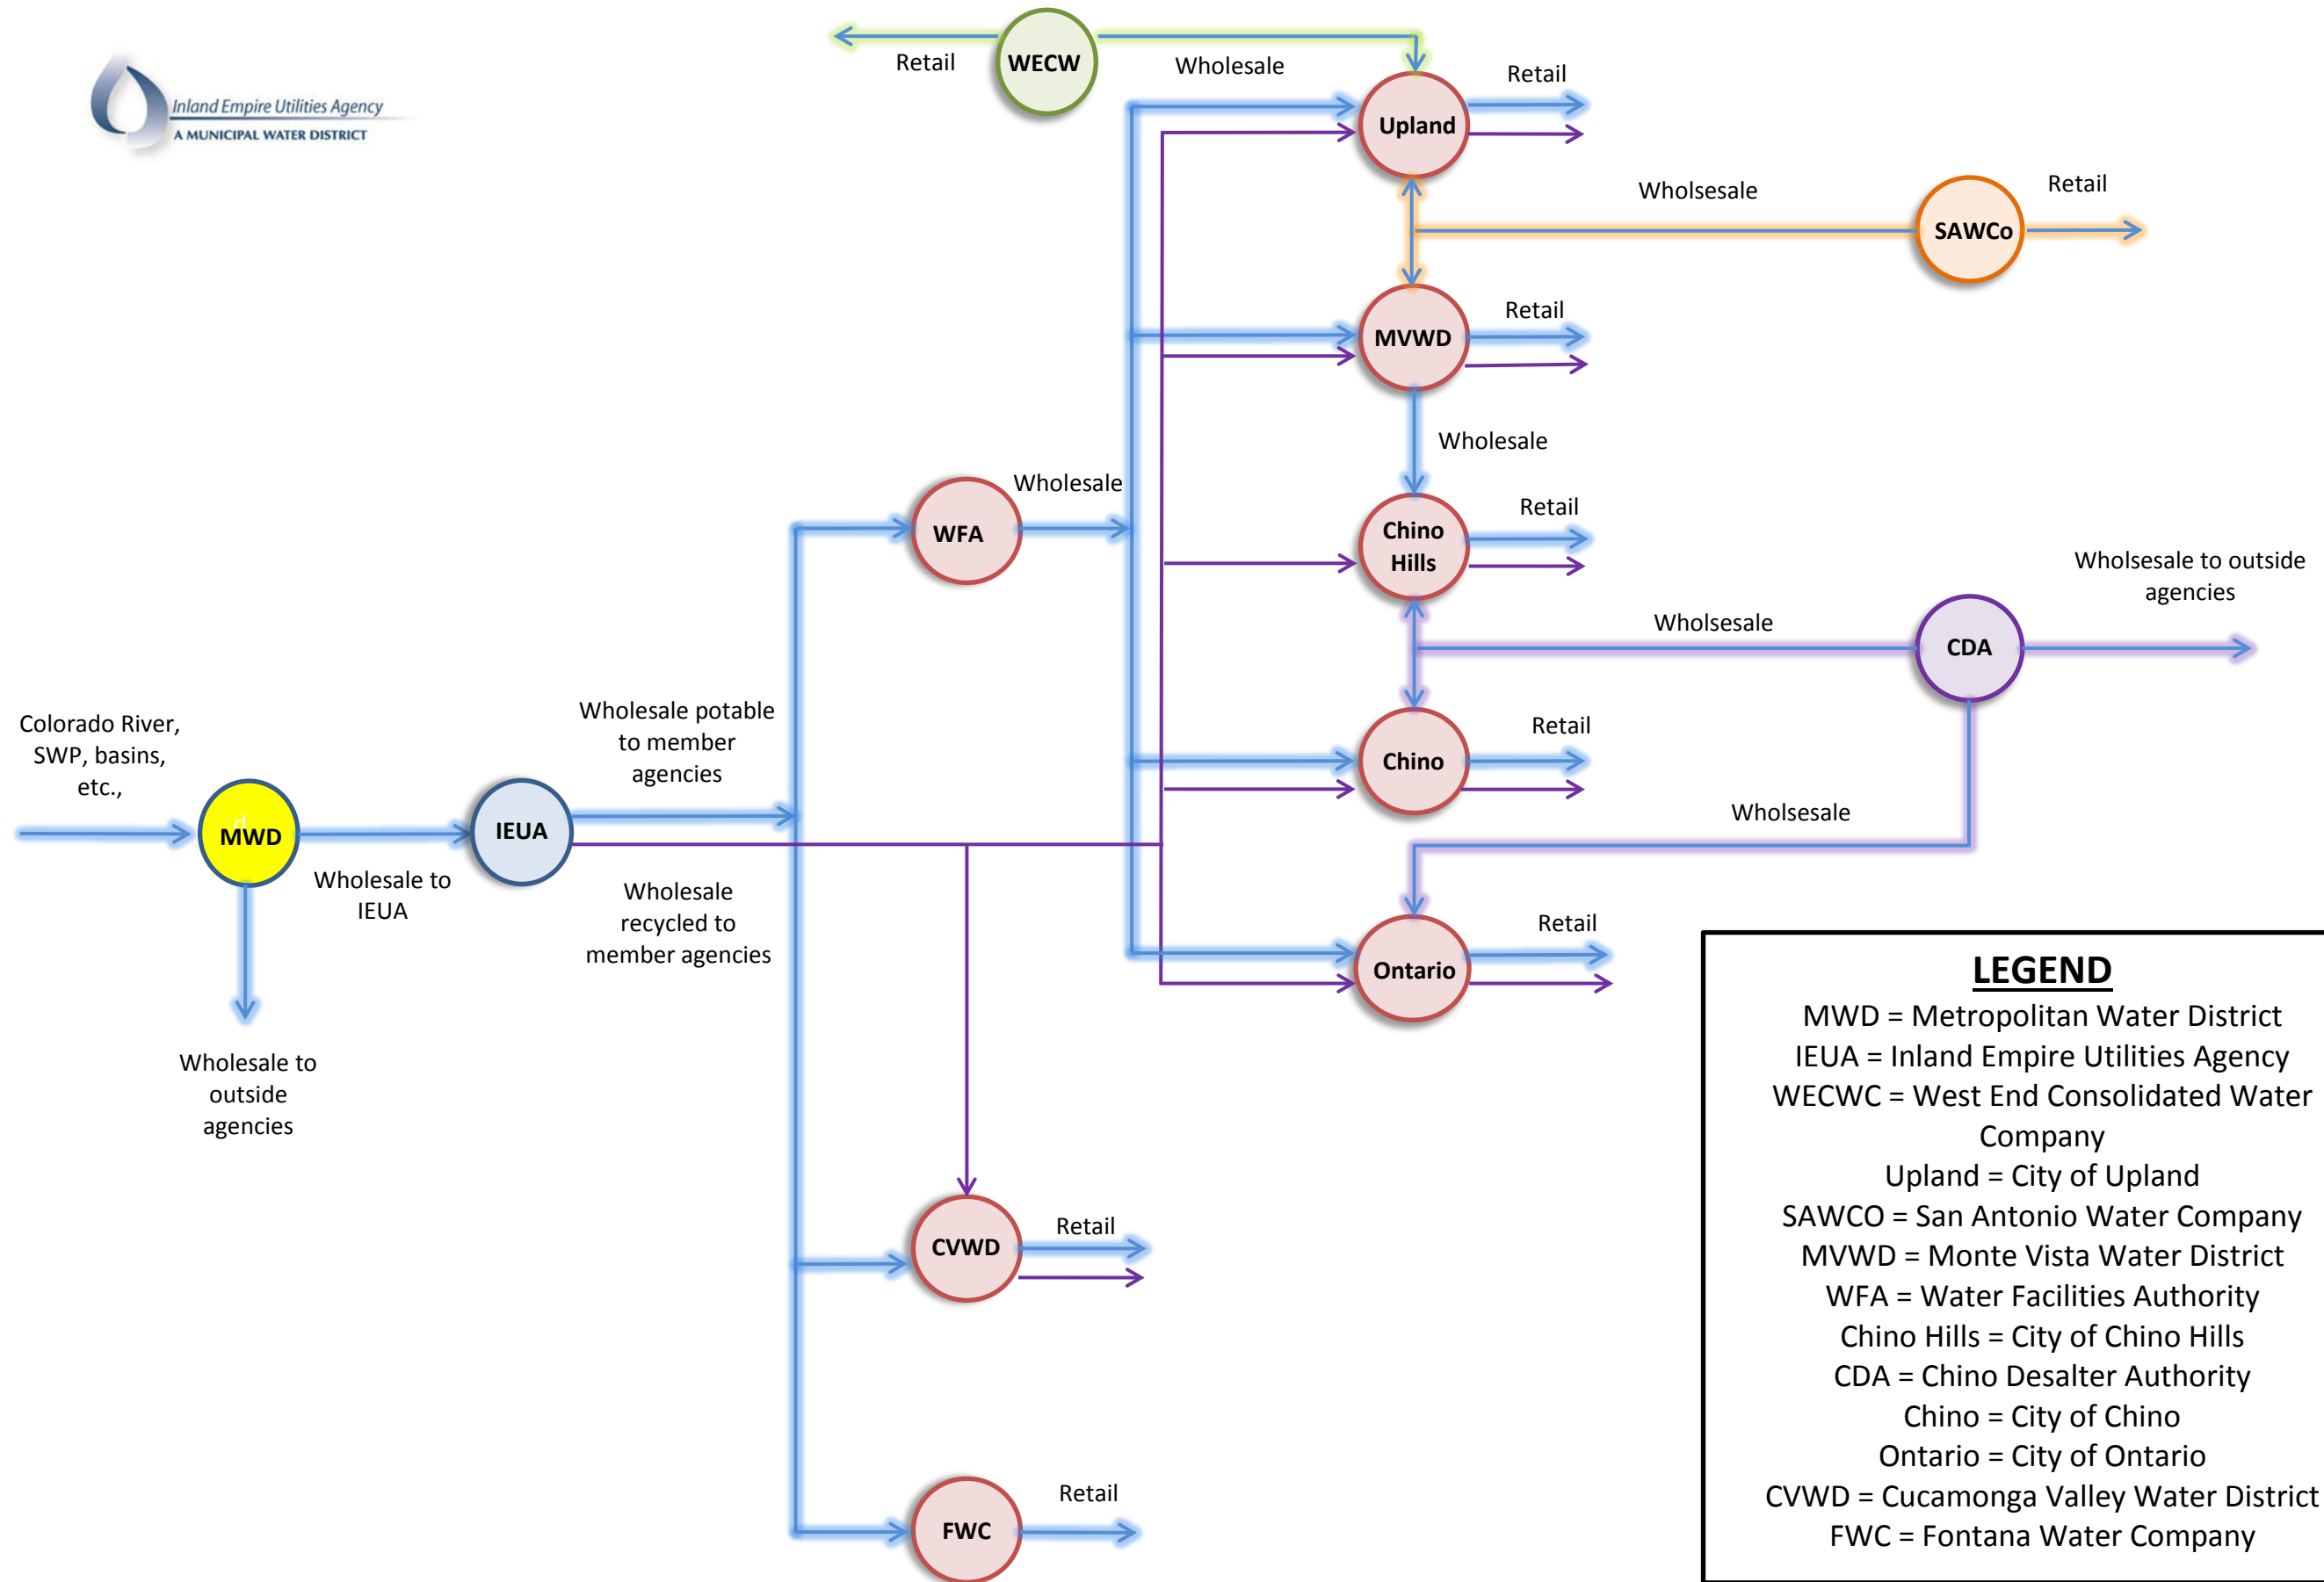 Inland Empire Utilities Agency
A MUNICIPAL WATER DISTRICT
Retail
WECW
Wholesale
Upland
Retail
Wholsesale
SAWCo
Retail
MVWD
Retail
Wholesale
WFA
Wholesale
Chino
Hills
Retail
Wholsesale
CDA
Wholsesale to outside
agencies
Chino
Retail
Wholsesale
Ontario
Retail
Colorado River,
SWP, basins,
etc.,
d
MWD
Wholesale to
IEUA
Wholesale to
outside
agencies
IEUA
Wholesale potable
to member
agencies
Wholesale
recycled to
member agencies
CVWD
Retail
FWC
Retail
LEGEND
MWD = Metropolitan Water District
IEUA = Inland Empire Utilities Agency
WECWC = West End Consolidated Water
Company
Upland = City of Upland
SAWCO = San Antonio Water Company
MVWD = Monte Vista Water District
WFA = Water Facilities Authority
Chino Hills = City of Chino Hills
CDA = Chino Desalter Authority
Chino = City of Chino
Ontario = City of Ontario
CVWD = Cucamonga Valley Water District
FWC = Fontana Water Company